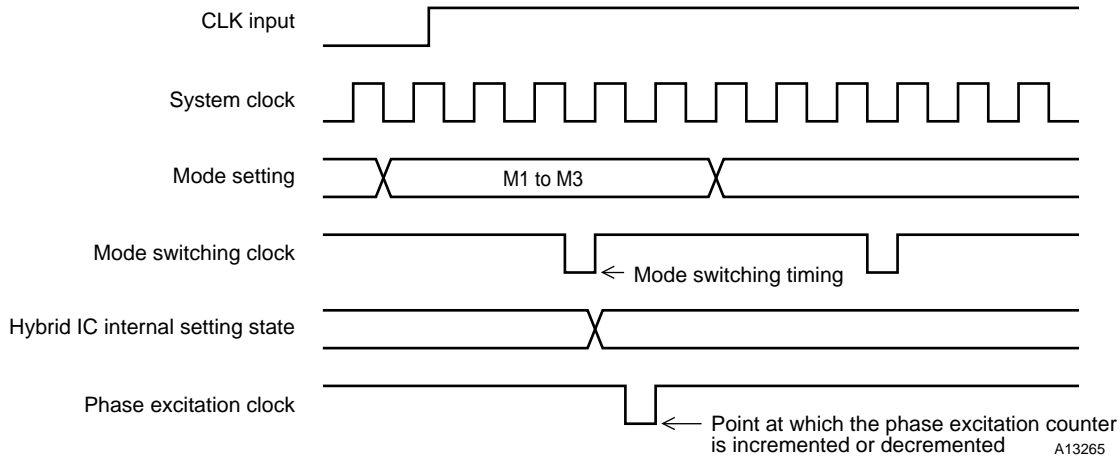 CLK input
System clock
Mode setting
M1 to M3
Mode switching clock
Mode switching timing
Hybrid IC internal setting state
Phase excitation clock
Point at which the phase excitation counter
is incremented or decremented
A13265